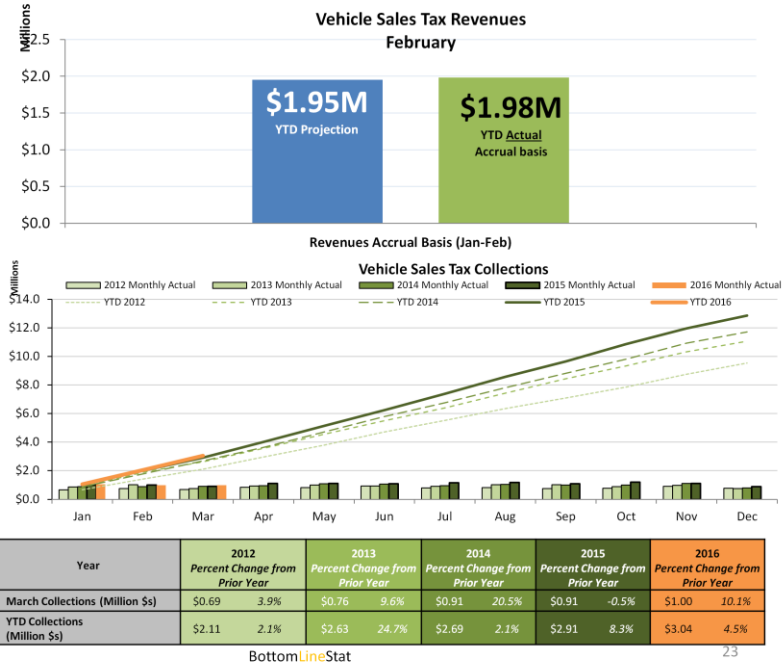 Vehicle Sales Tax Revenues
February
Millions
$2.5
$2.0
$1.5
$1.0
$0.5
$0.0
$1.95M
YTD Projection
$1.98M
YTD Actual
Accrual basis
Revenues Accrual Basis (Jan-Feb)
Vehicle Sales Tax Collections
Millions
2012 Monthly Actual 2013 Monthly Actual 2014 Monthly Actual 2015 Monthly Actual 2016 Monthly Actual
YTD 2012 YTD 2013 YTD 2014 YTD 2015 YTD 2016
$14.0
$12.0
$10.0
$8.0
$6.0
$4.0
$2.0
$0.0
Jan Feb Mar Apr May Jun Jul Aug Sep Oct Nov Dec
Year 2012 2013 2014 2015 2016
Percent Change from Percent Change from Percent Change from Percent Change from Percent Change from
Prior Year Prior Year Prior Year Prior Year Prior Year
March Collections (Million $s) $0.69 3.9% $0.76 9.6% $0.91 20.5% $0.91 -0.5% $1.00 10.1%
YTD Collections
(Million $s) $2.11 2.1% $2.63 24.7% $2.69 2.1% $2.91 8.3% $3.04 4.5%
BottomLineStat
23